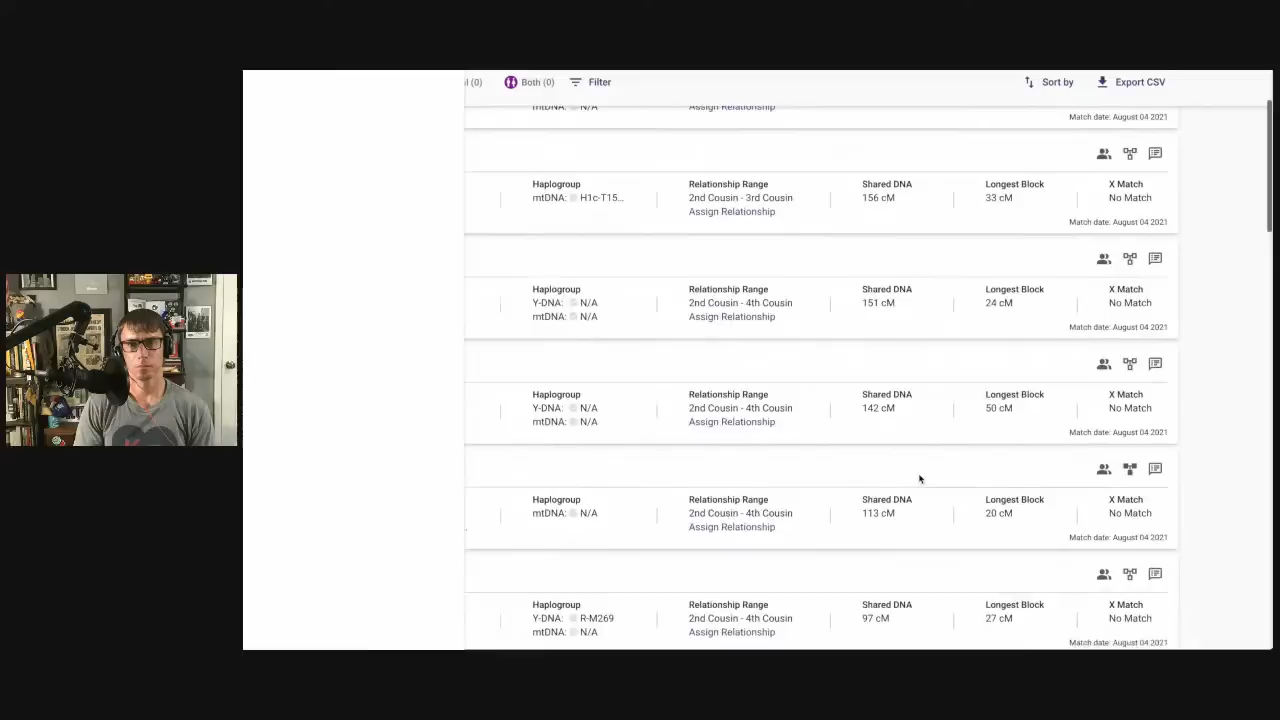 l (0) Both (0) Filter Sort by Export CSV
mtDNA: N/A Assign Relationship
Match date: August 04 2021
Haplogroup Relationship Range Shared DNA Longest Block X Match
mtDNA: H1c-T15... 2nd Cousin - 3rd Cousin 156 cM 33 cM No Match
Assign Relationship
Match date: August 04 2021
Haplogroup Relationship Range Shared DNA Longest Block X Match
Y-DNA: N/A 2nd Cousin - 4th Cousin 151 cM 24 cM No Match
mtDNA: N/A Assign Relationship
Match date: August 04 2021
Haplogroup Relationship Range Shared DNA Longest Block X Match
Y-DNA: N/A 2nd Cousin - 4th Cousin 142 cM 50 cM No Match
mtDNA: N/A Assign Relationship
Match date: August 04 2021
Haplogroup Relationship Range Shared DNA Longest Block X Match
mtDNA: N/A 2nd Cousin - 4th Cousin 113 cM 20 cM No Match
Assign Relationship
Match date: August 04 2021
Haplogroup Relationship Range Shared DNA Longest Block X Match
Y-DNA: R-M269 2nd Cousin - 4th Cousin 97 cM 27 cM No Match
mtDNA: N/A Assign Relationship
Match date: August 04 2021